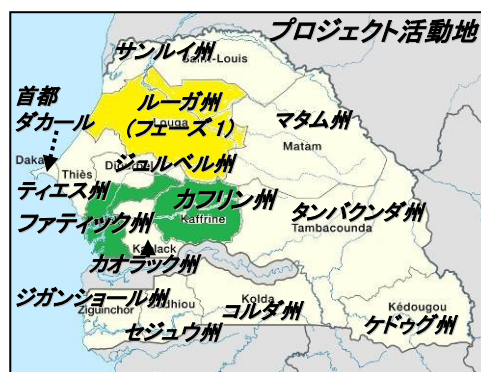 プロジェクト活動地
サンルイ州
Saint-Louis
首都
ダカール
ルーガ州
(フェーズ 1)
Louga
マタム州
Matam
Dakar
Thiès
ジュルベル州
ティエス州
カフリン州
Kaffrine
ファティック州
タンバクンダ州
Tambacounda
カオラック州
ジガンショール州
Ziguinchor
コルダ州
Kolda
セジュウ州
ケドゥグ州
Kédougou